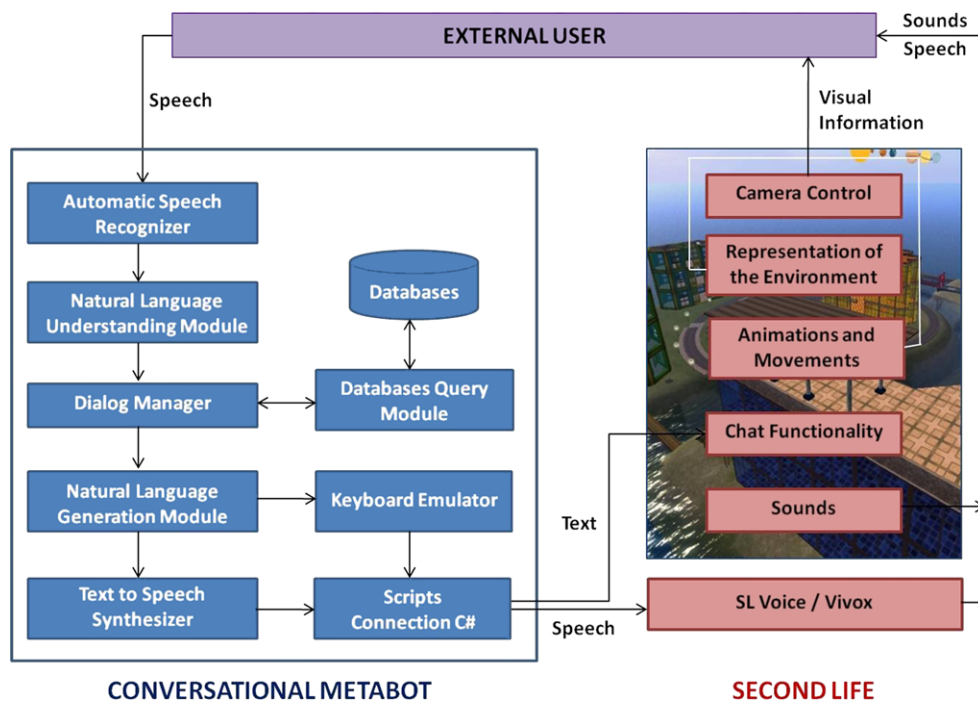 EXTERNAL USER
Sounds
Speech
Speech
Visual
Information
Automatic Speech
Recognizer
Natural Language
Understanding Module
Databases
Dialog Manager
Databases Query
Module
Natural Language
Generation Module
Keyboard Emulator
Text to Speech
Synthesizer
Scripts
Connection C#
Text
Speech
Camera Control
Representation of
the Environment
Animations and
Movements
Chat Functionality
Sounds
SL Voice / Vivox
CONVERSATIONAL METABOT
SECOND LIFE